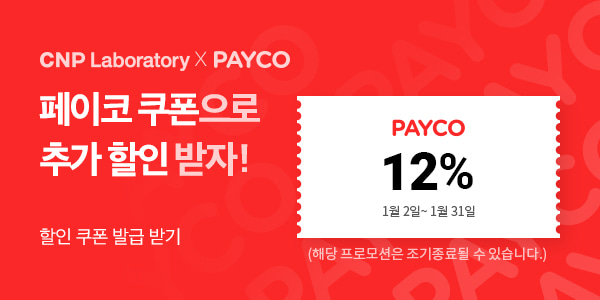 CNP Laboratory X PAYCO
페이코 쿠폰으로
추가 할인 받자!
할인 쿠폰 발급 받기
PAYCO
12%
1월 2일~ 1월 31일
(해당 프로모션은 조기종료될 수 있습니다.)